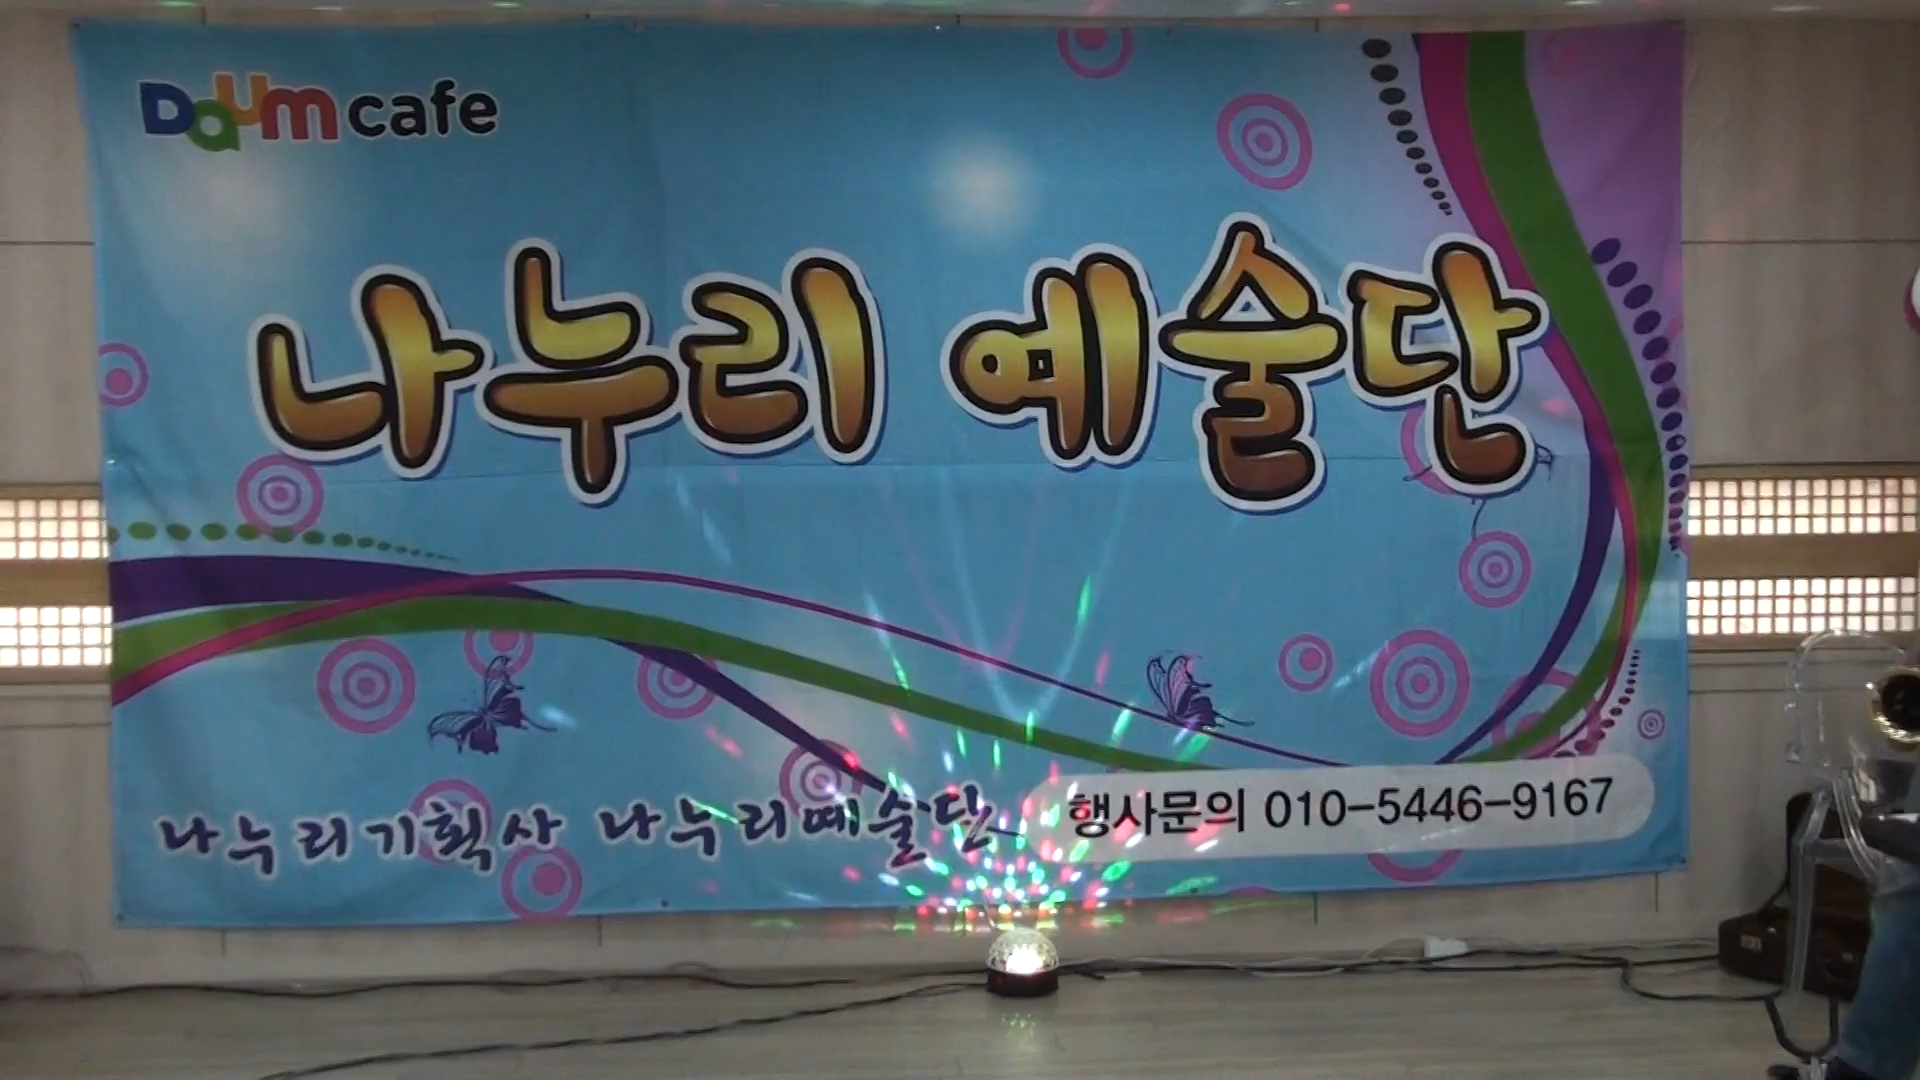 Daum cafe
나누리 예술단
나누리기획사 나누리예술단
행사문의 010-5446-9167